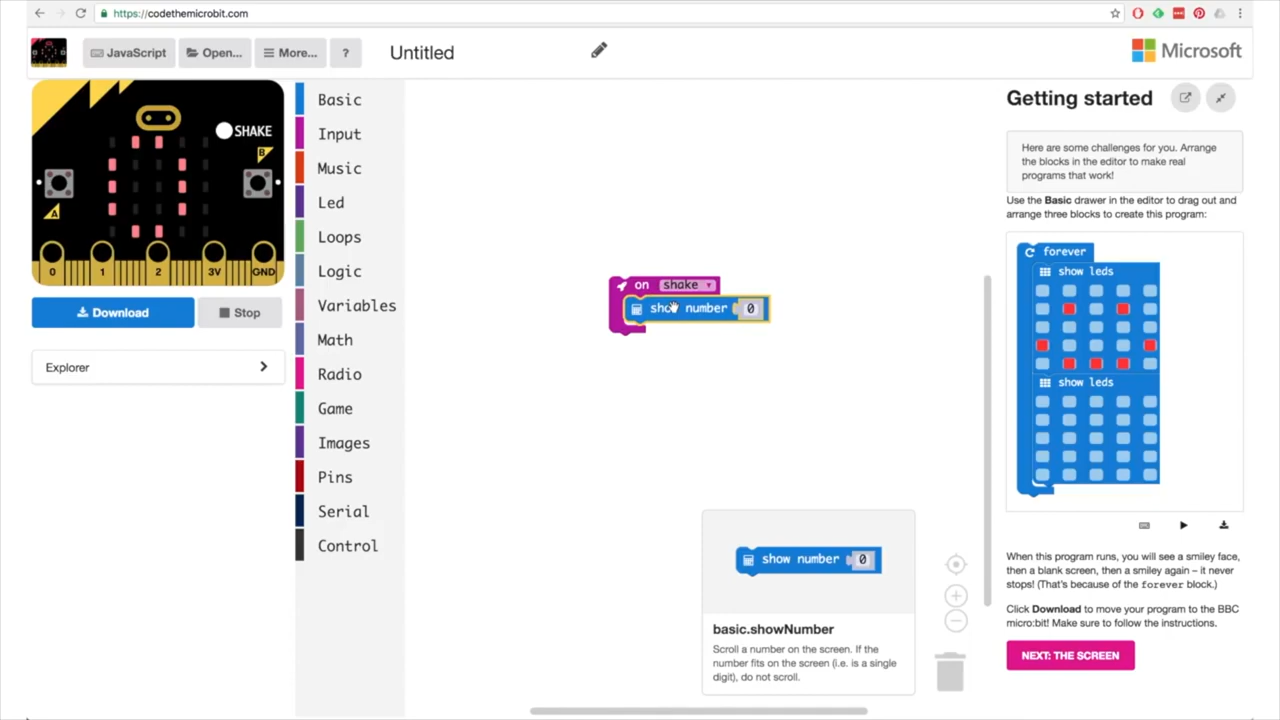 https://codethemicrobit.com
JavaScript
Open...
More...
?
Untitled
Microsoft
SHAKE
B
A
0
1
2
3V
GND
Download
Stop
Explorer
Basic
Input
Music
Led
Loops
Logic
Variables
Math
Radio
Game
Images
Pins
Serial
Control
on shake
show number 0
show number 0
basic.showNumber
Scroll a number on the screen. If the
number fits on the screen (i.e. is a single
digit), do not scroll.
Getting started
Here are some challenges for you. Arrange
the blocks in the editor to make real
programs that work!
Use the Basic drawer in the editor to drag out and
arrange three blocks to create this program:
forever
show leds
show leds
When this program runs, you will see a smiley face,
then a blank screen, then a smiley again – it never
stops! (That's because of the forever block.)
Click Download to move your program to the BBC
micro:bit! Make sure to follow the instructions.
NEXT: THE SCREEN